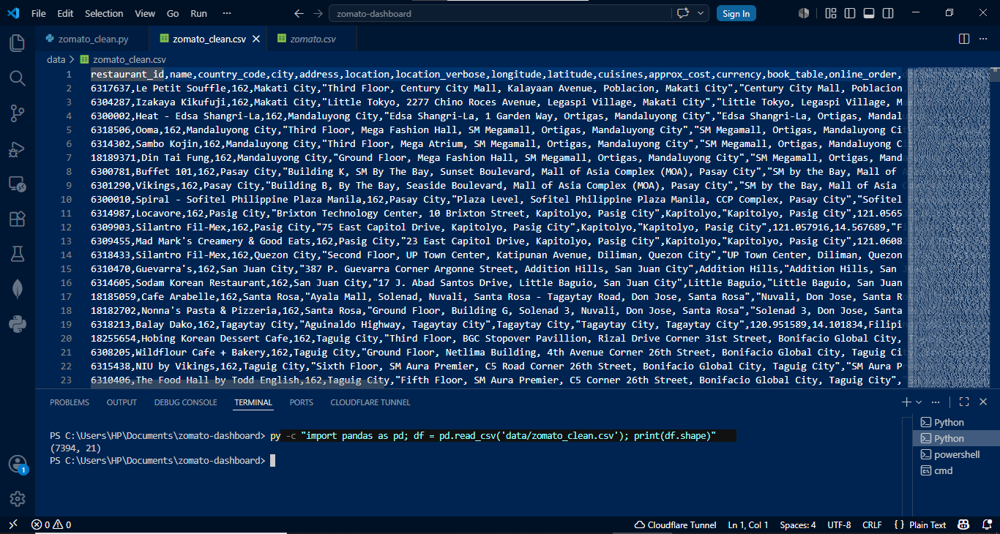 File Edit Selection View Go Run ··· zomato-dashboard Sign In
zomato_clean.py zomato_clean.csv zomato.csv
data > zomato_clean.csv
1 restaurant_id,name,country_code,city,address,location,location_verbose,longitude,latitude,cuisines,approx_cost,currency,book_table,online_order,
2 6317637,Le Petit Souffle,162,Makati City,"Third Floor, Century City Mall, Kalayaan Avenue, Poblacion, Makati City","Century City Mall, Poblacion
3 6304287,Izakaya Kikufuji,162,Makati City,"Little Tokyo, 2277 Chino Roces Avenue, Legaspi Village, Makati City","Little Tokyo, Legaspi Village, M
4 6300002,Heat - Edsa Shangri-La,162,Mandaluyong City,"Edsa Shangri-La, 1 Garden Way, Ortigas, Mandaluyong City","Edsa Shangri-La, Ortigas, Mandal
5 6318506,Ooma,162,Mandaluyong City,"Third Floor, Mega Fashion Hall, SM Megamall, Ortigas, Mandaluyong City","SM Megamall, Ortigas, Mandaluyong Ci
6 6314302,Sambo Kojin,162,Mandaluyong City,"Third Floor, Mega Atrium, SM Megamall, Ortigas, Mandaluyong City","SM Megamall, Ortigas, Mandaluyong C
7 18189371,Din Tai Fung,162,Mandaluyong City,"Ground Floor, Mega Fashion Hall, SM Megamall, Ortigas, Mandaluyong City","SM Megamall, Ortigas, Mand
8 6300781,Buffet 101,162,Pasay City,"Building K, SM By The Bay, Sunset Boulevard, Mall of Asia Complex (MOA), Pasay City","SM by the Bay, Mall of
9 6301290,Vikings,162,Pasay City,"Building B, By The Bay, Seaside Boulevard, Mall of Asia Complex (MOA), Pasay City","SM by the Bay, Mall of Asia
10 6300010,Spiral - Sofitel Philippine Plaza Manila,162,Pasay City,"Plaza Level, Sofitel Philippine Plaza Manila, CCP Complex, Pasay City","Sofitel
11 6314987,Locavore,162,Pasig City,"Brixton Technology Center, 10 Brixton Street, Kapitolyo, Pasig City",Kapitolyo,"Kapitolyo, Pasig City",121.0565
12 6309903,Silantro Fil-Mex,162,Pasig City,"75 East Capitol Drive, Kapitolyo, Pasig City",Kapitolyo,"Kapitolyo, Pasig City",121.057916,14.567689,"F
13 6309455,Mad Mark's Creamery & Good Eats,162,Pasig City,"23 East Capitol Drive, Kapitolyo, Pasig City",Kapitolyo,"Kapitolyo, Pasig City",121.0608
14 6318433,Silantro Fil-Mex,162,Quezon City,"Second Floor, UP Town Center, Katipunan Avenue, Diliman, Quezon City","UP Town Center, Diliman, Quezon
15 6310470,Guevarra's,162,San Juan City,"387 P. Guevarra Corner Argonne Street, Addition Hills, San Juan City",Addition Hills,"Addition Hills, San
16 6314605,Sodam Korean Restaurant,162,San Juan City,"17 J. Abad Santos Drive, Little Baguio, San Juan City",Little Baguio,"Little Baguio, San Juan
17 18185059,Cafe Arabelle,162,Santa Rosa,"Ayala Mall, Solenad, Nuvali, Santa Rosa - Tagaytay Road, Don Jose, Santa Rosa","Nuvali, Don Jose, Santa R
18 18182702,Nonna's Pasta & Pizzeria,162,Santa Rosa,"Ground Floor, Building G, Solenad 3, Nuvali, Don Jose, Santa Rosa","Solenad 3, Don Jose, Santa
19 6318213,Balay Dako,162,Tagaytay City,"Aguinaldo Highway, Tagaytay City",Tagaytay City,"Tagaytay City, Tagaytay City",120.951589,14.101834,Filipi
20 18255654,Hobing Korean Dessert Cafe,162,Taguig City,"Third Floor, BGC Stopover Pavillion, Rizal Drive Corner 31st Street, Bonifacio Global City,
21 6308205,Wildflour Cafe + Bakery,162,Taguig City,"Ground Floor, Netlima Building, 4th Avenue Corner 26th Street, Bonifacio Global City, Taguig Ci
22 6315438,NIU by Vikings,162,Taguig City,"Sixth Floor, SM Aura Premier, C5 Road Corner 26th Street, Bonifacio Global City, Taguig City","SM Aura P
23 6310406,The Food Hall by Todd English,162,Taguig City,"Fifth Floor, SM Aura Premier, C5 Corner 26th Street, Bonifacio Global City, Taguig City",
PROBLEMS OUTPUT DEBUG CONSOLE TERMINAL PORTS CLOUDFLARE TUNNEL
PS C:\Users\HP\Documents\zomato-dashboard> py -c "import pandas as pd; df = pd.read_csv('data/zomato_clean.csv'); print(df.shape)"
(7394, 21)
PS C:\Users\HP\Documents\zomato-dashboard>
Python
Python
powershell
cmd
1
0 0 Cloudflare Tunnel Ln 1, Col 1 Spaces: 4 UTF-8 CRLF { } Plain Text